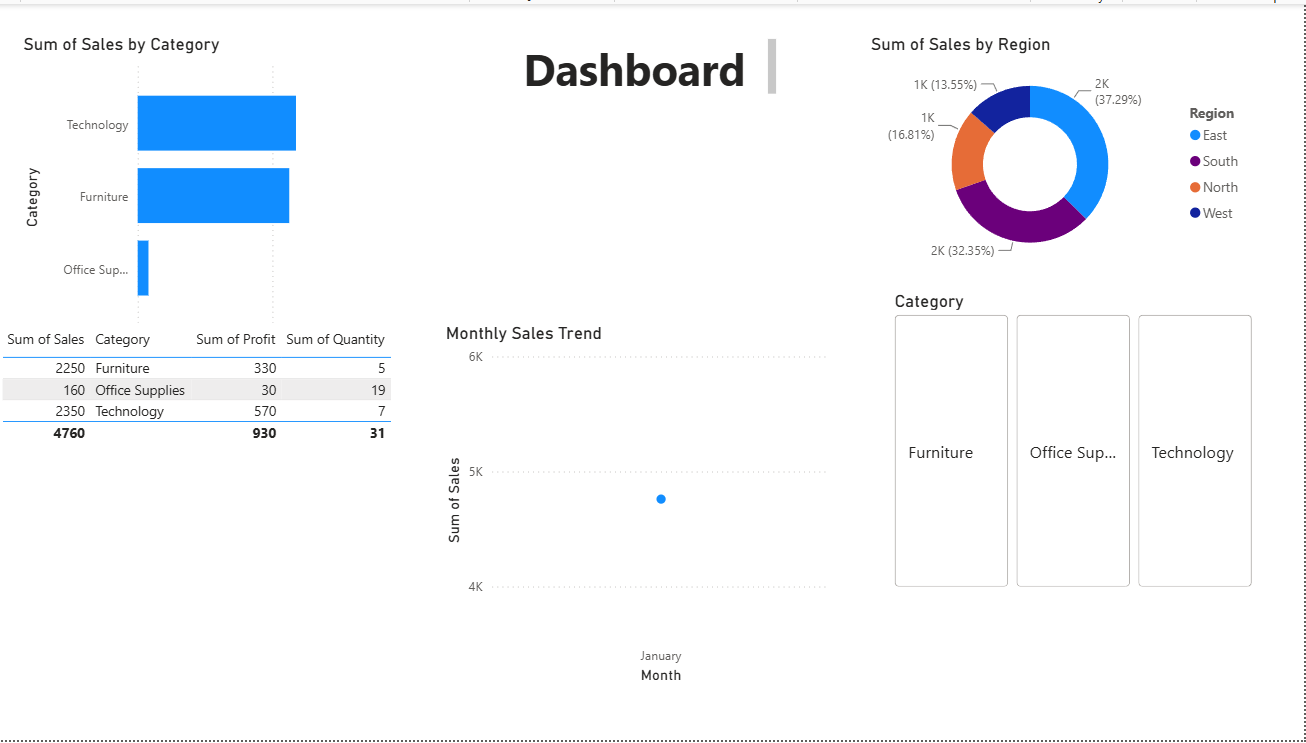 Sum of Sales by Category
Technology
Furniture
Office Sup...
Category
Dashboard
Sum of Sales by Region
1K (13.55%)
2K
(37.29%)
1K
(16.81%)
2K (32.35%)
Region
East
South
North
West
Sum of Sales Category Sum of Profit Sum of Quantity
2250 Furniture 330 5
160 Office Supplies 30 19
2350 Technology 570 7
4760 930 31
Monthly Sales Trend
6K
5K
4K
Sum of Sales
January
Month
Category
Furniture
Office Sup...
Technology